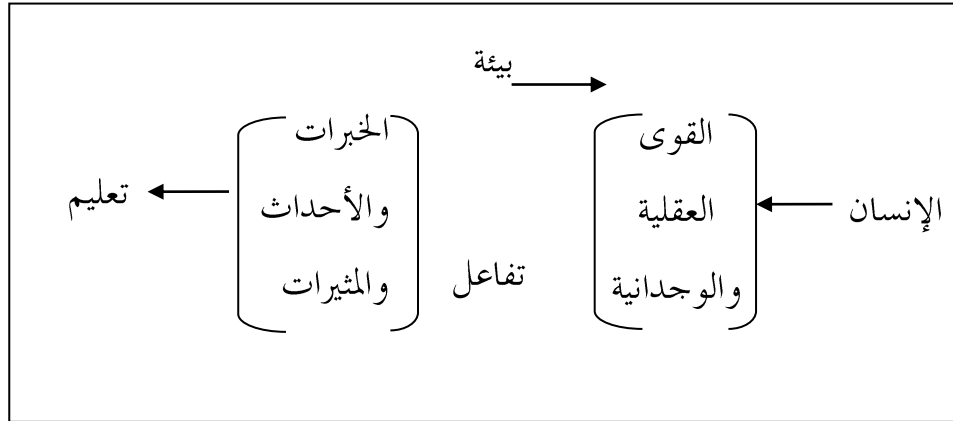 بيئة
الإنسان
القوى
العقلية
والوجدانية
تفاعل
الخبرات
والأحداث
والمثيرات
تعليم